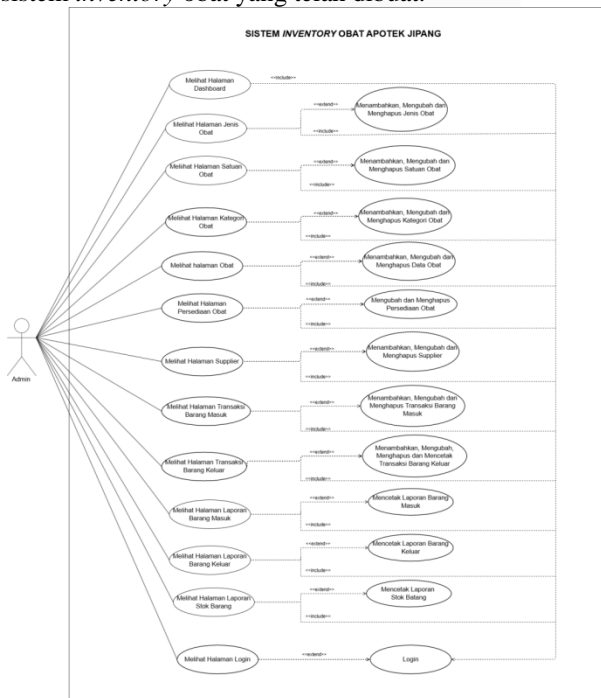 sistem inventory obat yang telah dibuat.
SISTEM INVENTORY OBAT APOTEK JIPANG
Melihat Halaman
Dashboard
<<include>>
Melihat Halaman Jenis
Obat
<<extend>>
<<include>>
Menambahkan, Mengubah dan
Menghapus Jenis Obat
Melihat Halaman Satuan
Obat
<<extend>>
<<include>>
Menambahkan, Mengubah dan
Menghapus Satuan Obat
Melihat Halaman Kategori
Obat
<<extend>>
<<include>>
Menambahkan, Mengubah dan
Menghapus Kategori Obat
Melihat halaman Obat
<<extend>>
<<include>>
Menambahkan, Mengubah dan
Menghapus Data Obat
Melihat Halaman
Persediaan Obat
<<extend>>
<<include>>
Mengubah dan Menghapus
Persediaan Obat
Admin
Melihat Halaman Supplier
<<extend>>
<<include>>
Menambahkan, Mengubah dan
Menghapus Supplier
Melihat Halaman Transaksi
Barang Masuk
<<extend>>
<<include>>
Menambahkan, Mengubah dan
Menghapus Transaksi Barang
Masuk
Melihat Halaman Transaksi
Barang Keluar
<<extend>>
<<include>>
Menambahkan, Mengubah,
Menghapus dan Mencetak
Transaksi Barang Keluar
Melihat Halaman Laporan
Barang Masuk
<<extend>>
<<include>>
Mencetak Laporan Barang
Masuk
Melihat Halaman Laporan
Barang Keluar
<<extend>>
<<include>>
Mencetak Laporan Barang
Keluar
Melihat Halaman Laporan
Stok Barang
<<extend>>
<<include>>
Mencetak Laporan
Stok Batang
Melihat Halaman Login
<<extend>>
Login